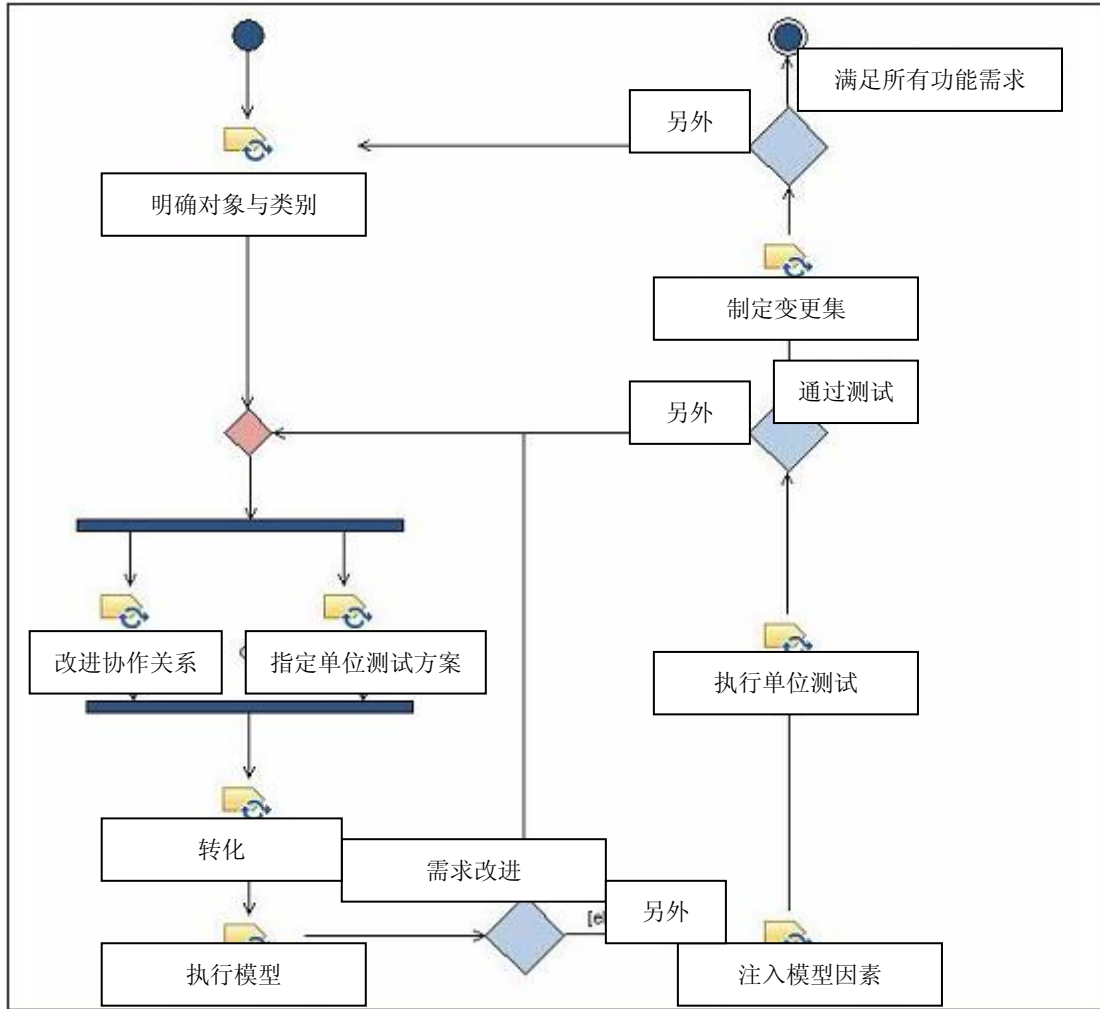 满足所有功能需求
另外
明确对象与类别
制定变更集
通过测试
另外
改进协作关系
指定单位测试方案
执行单位测试
转化
需求改进
[e
另外
执行模型
注入模型因素